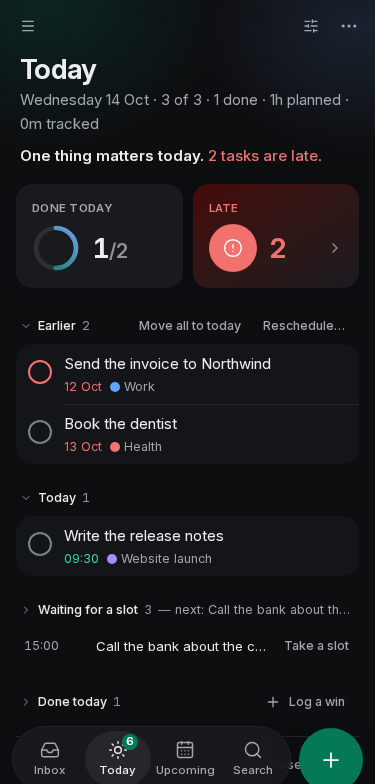 Today
Wednesday 14 Oct · 3 of 3 · 1 done · 1h planned ·
0m tracked
One thing matters today. 2 tasks are late.
DONE TODAY
1/2
LATE
2
Earlier 2 Move all to today Reschedule…
Send the invoice to Northwind
12 Oct Work
Book the dentist
13 Oct Health
Today 1
Write the release notes
09:30 Website launch
Waiting for a slot 3 — next: Call the bank about th…
15:00 Call the bank about the c… Take a slot
Done today 1 + Log a win
6
Inbox Today Upcoming Search